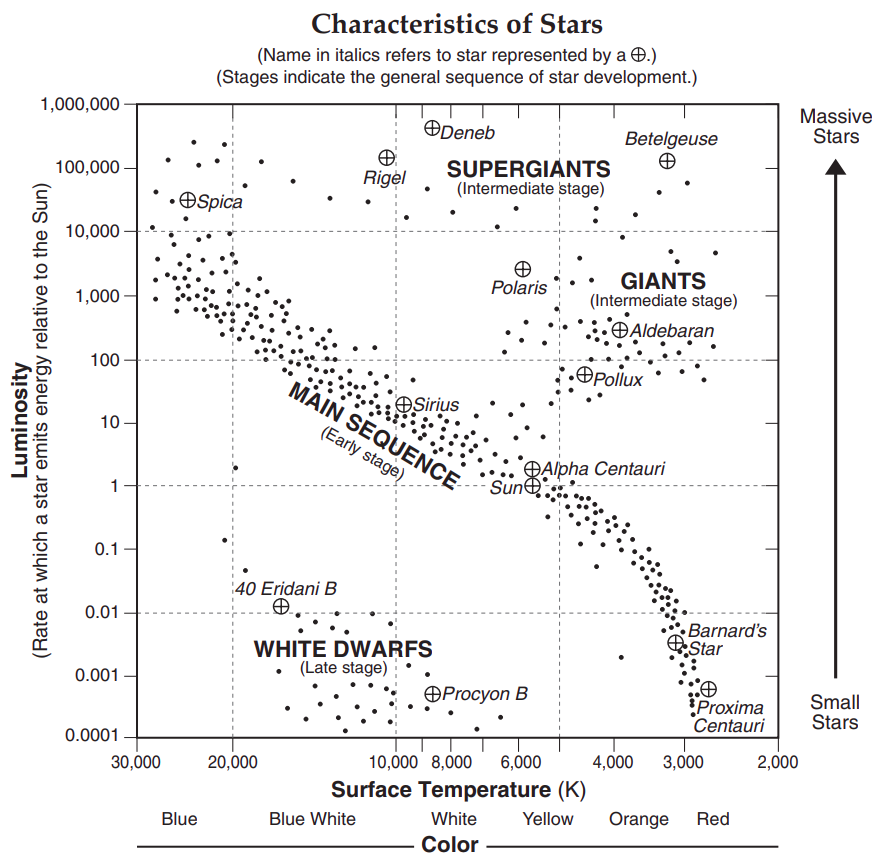 Characteristics of Stars
(Name in italics refers to star represented by a ⊕.)
(Stages indicate the general sequence of star development.)
Luminosity
(Rate at which a star emits energy relative to the Sun)
1,000,000
100,000
10,000
1,000
100
10
1
0.1
0.01
0.001
0.0001
Massive
Stars
Small
Stars
Deneb
Betelgeuse
Rigel
SUPERGIANTS
(Intermediate stage)
Spica
Polaris
GIANTS
(Intermediate stage)
Aldebaran
Pollux
Sirius
MAIN SEQUENCE
(Early stage)
Alpha Centauri
Sun
40 Eridani B
WHITE DWARFS
(Late stage)
Procyon B
Barnard's
Star
Proxima
Centauri
30,000 20,000 10,000 8,000 6,000 4,000 3,000 2,000
Surface Temperature (K)
Blue Blue White White Yellow Orange Red
Color